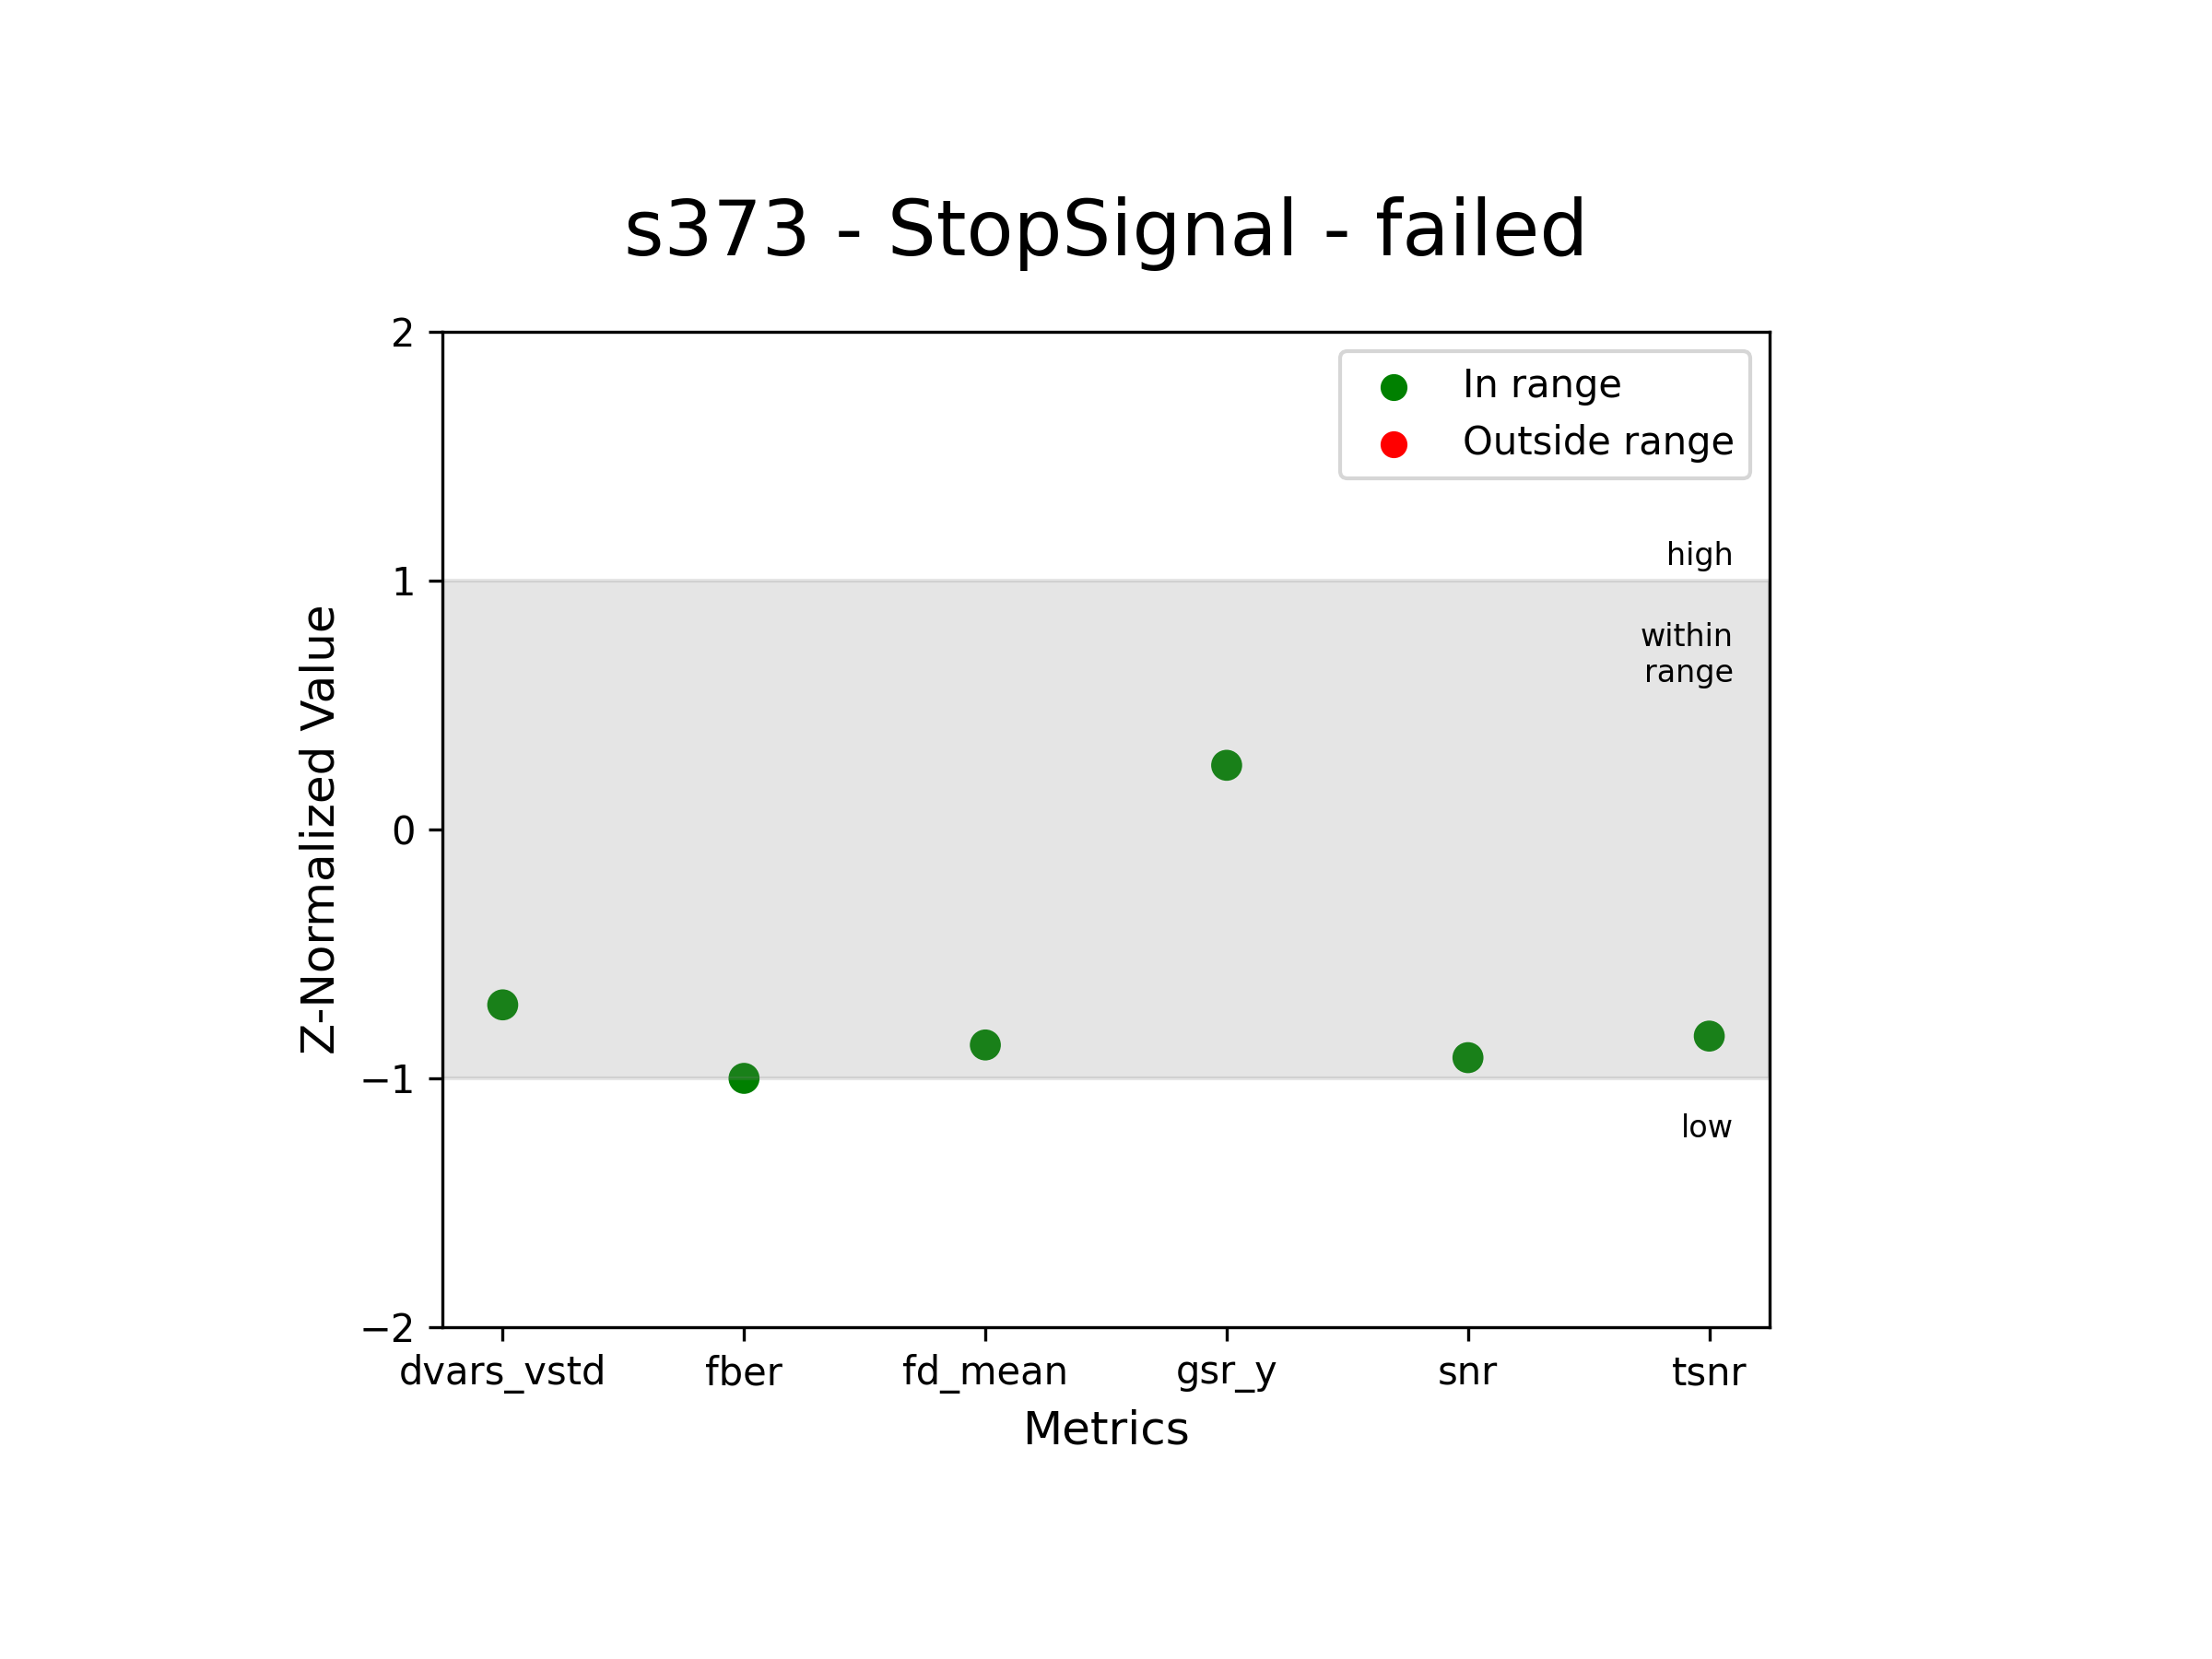 s373 - StopSignal - failed
2
In range
Outside range
high
1
within
range
Z-Normalized Value
0
−1
low
−2
dvars_vstd fber fd_mean gsr_y snr tsnr
Metrics